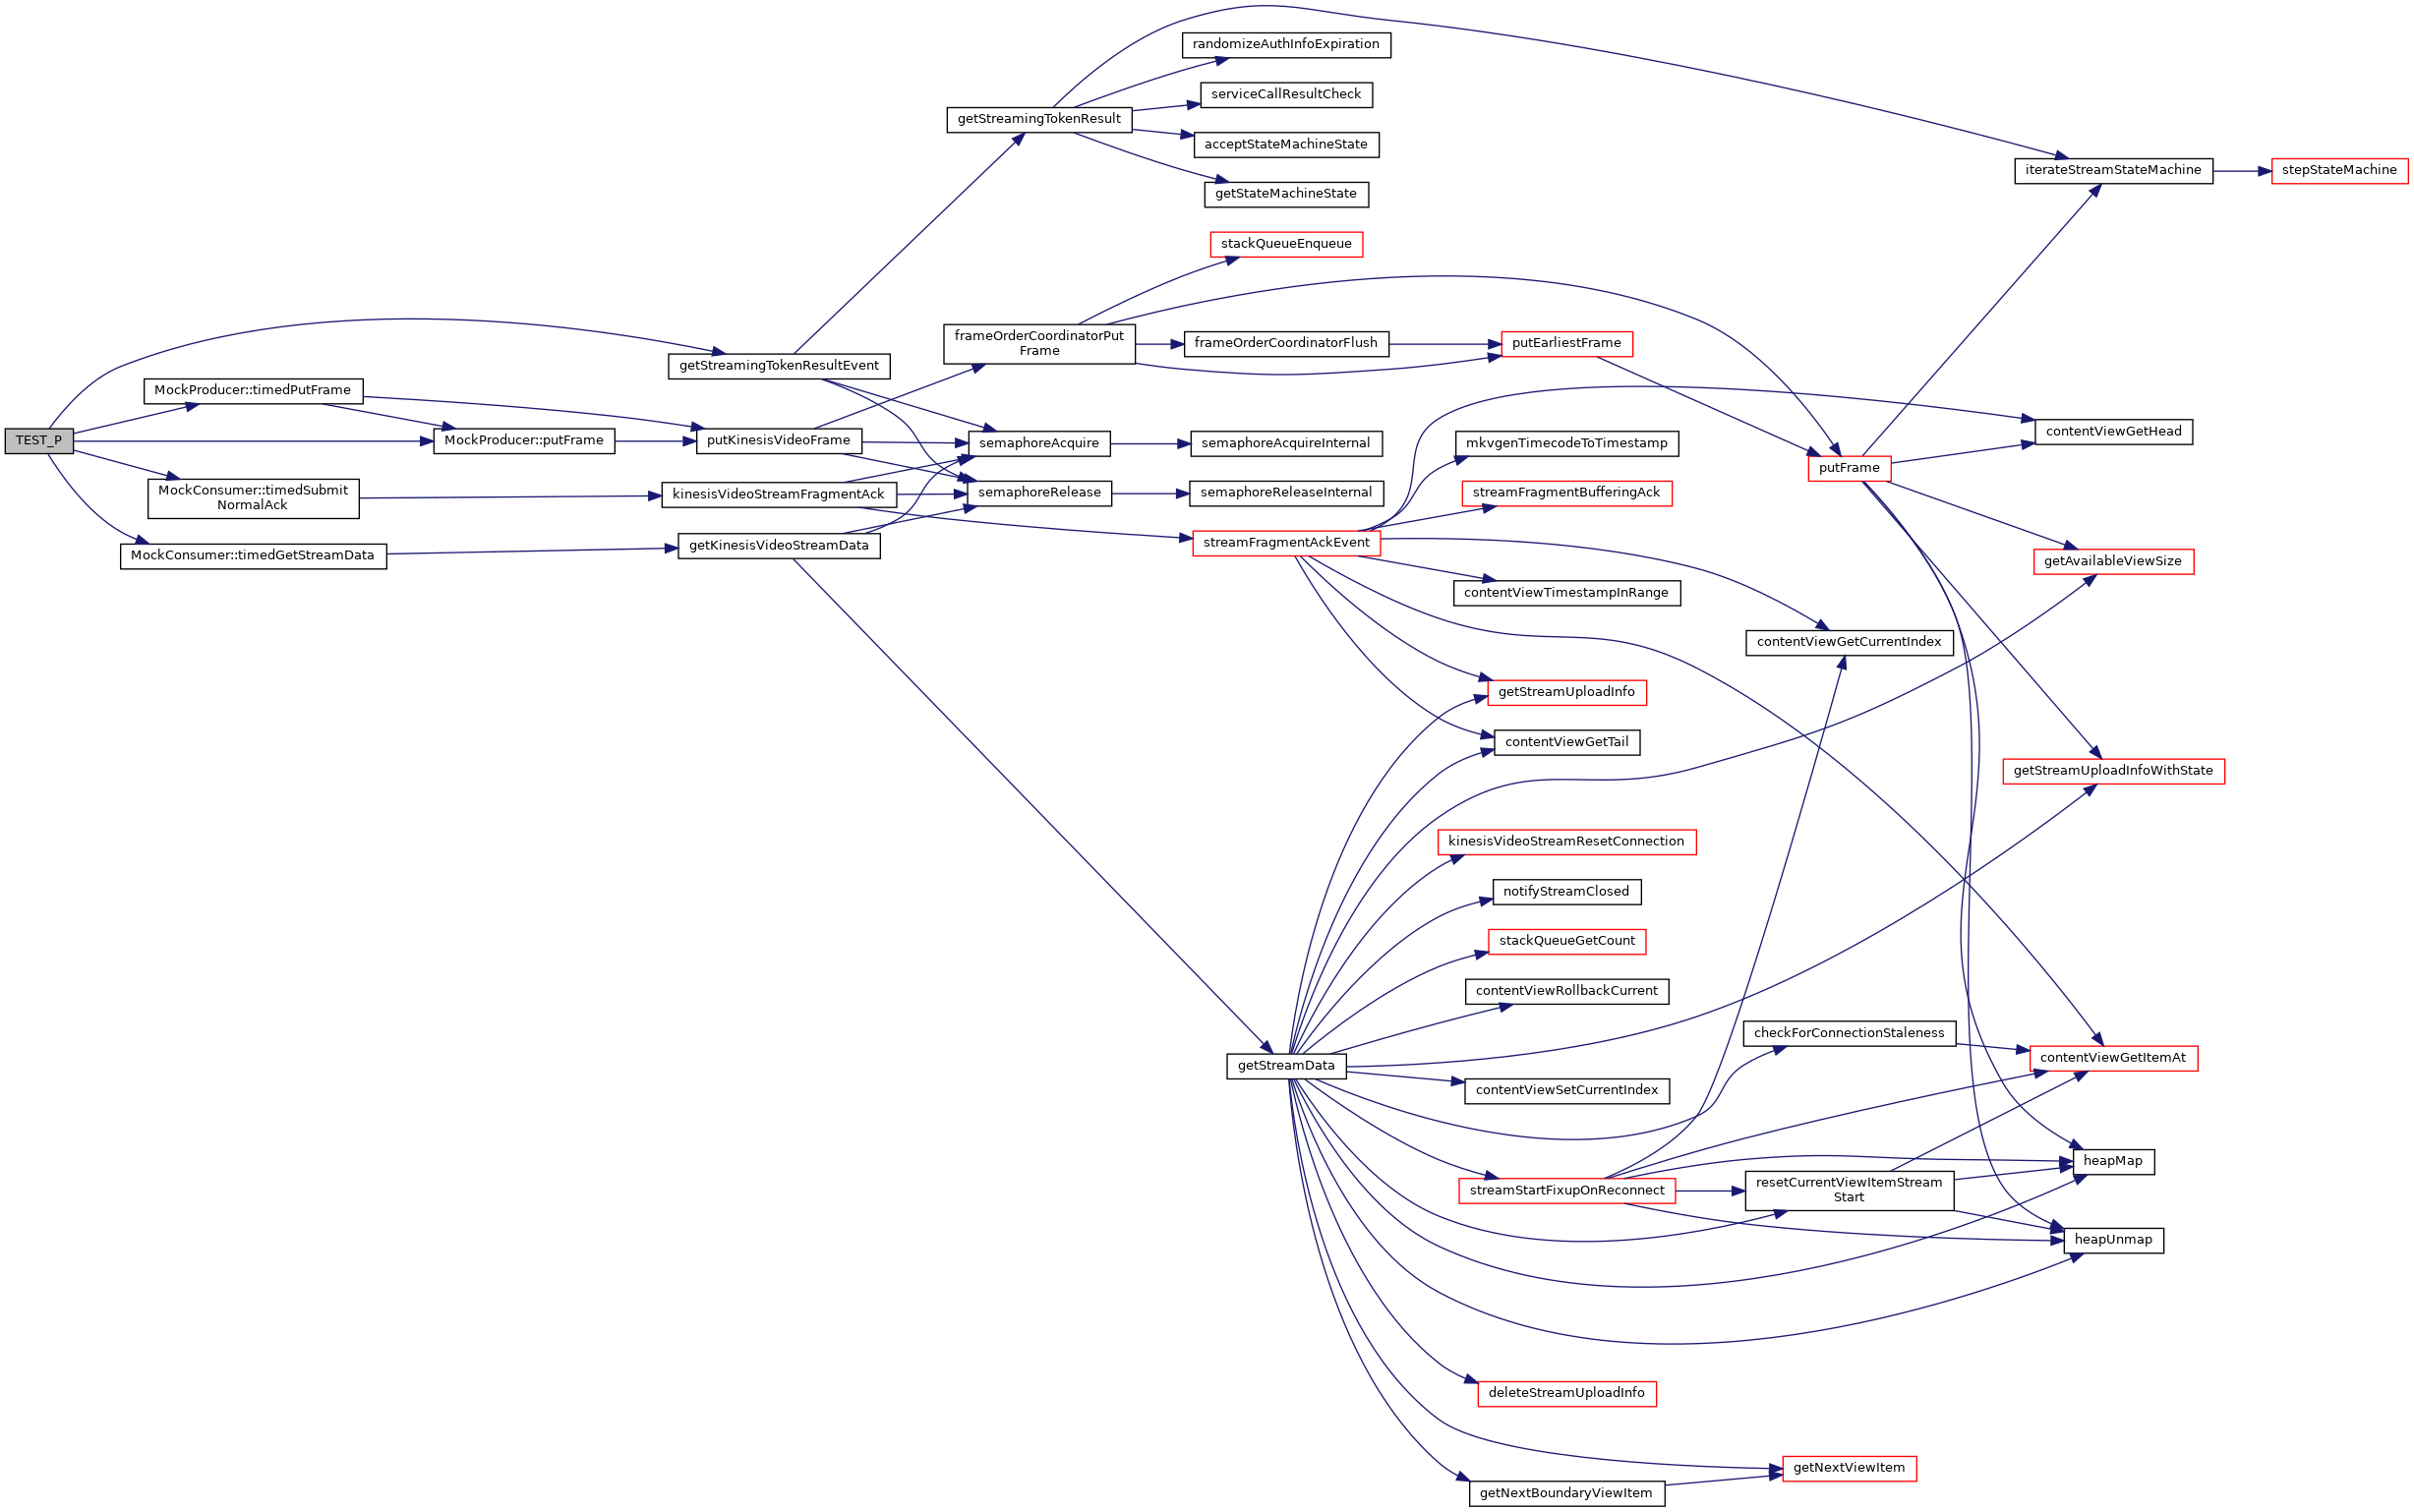 TEST_P
MockProducer::timedPutFrame
MockProducer::putFrame
MockConsumer::timedSubmit
NormalAck
MockConsumer::timedGetStreamData
getStreamingTokenResultEvent
putKinesisVideoFrame
kinesisVideoStreamFragmentAck
getKinesisVideoStreamData
getStreamingTokenResult
frameOrderCoordinatorPut
Frame
semaphoreAcquire
semaphoreRelease
randomizeAuthInfoExpiration
serviceCallResultCheck
acceptStateMachineState
getStateMachineState
stackQueueEnqueue
frameOrderCoordinatorFlush
semaphoreAcquireInternal
semaphoreReleaseInternal
streamFragmentAckEvent
getStreamData
putEarliestFrame
mkvgenTimecodeToTimestamp
streamFragmentBufferingAck
contentViewTimestampInRange
getStreamUploadInfo
contentViewGetTail
kinesisVideoStreamResetConnection
notifyStreamClosed
stackQueueGetCount
contentViewRollbackCurrent
contentViewSetCurrentIndex
streamStartFixupOnReconnect
deleteStreamUploadInfo
getNextBoundaryViewItem
putFrame
contentViewGetCurrentIndex
checkForConnectionStaleness
resetCurrentViewItemStream
Start
getNextViewItem
iterateStreamStateMachine
contentViewGetHead
getAvailableViewSize
getStreamUploadInfoWithState
contentViewGetItemAt
heapMap
heapUnmap
stepStateMachine